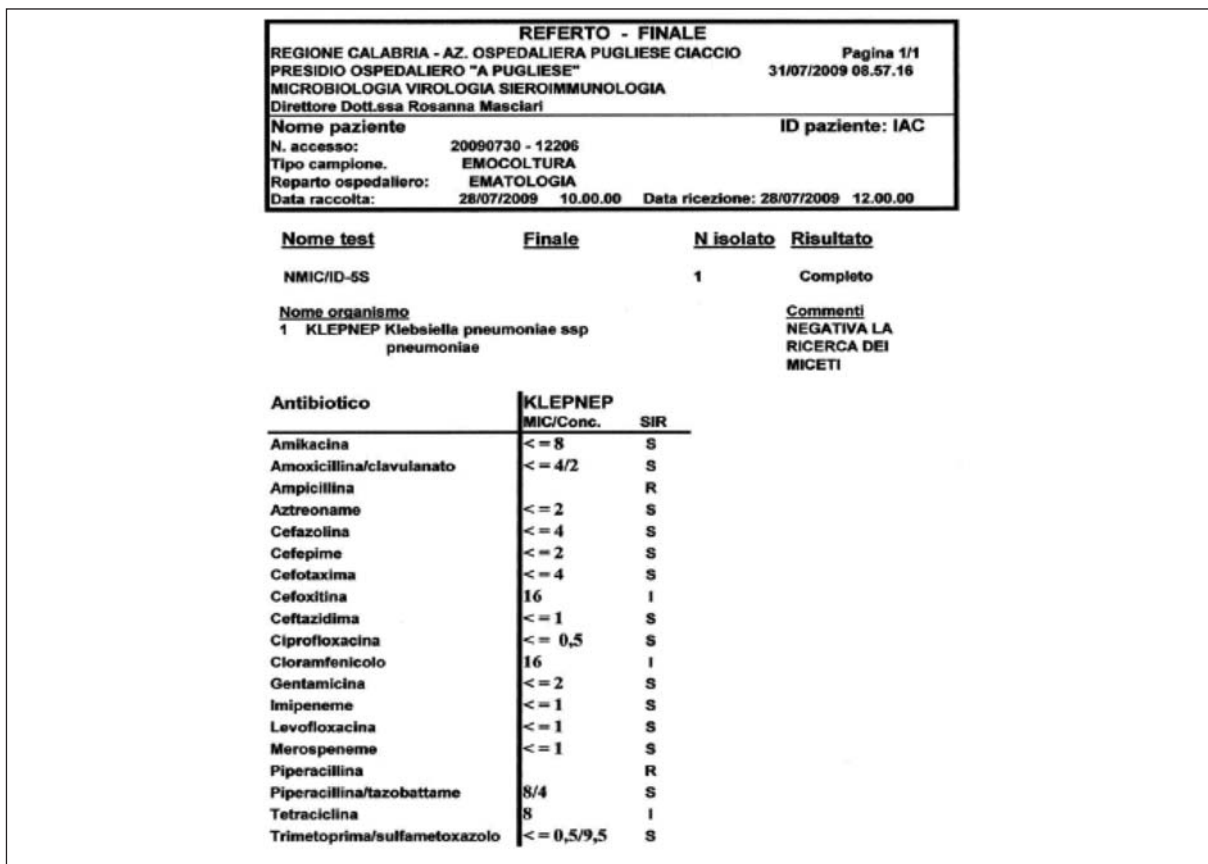 REFERTO - FINALE
REGIONE CALABRIA - AZ. OSPEDALIERA PUGLIESE CIACCIO Pagina 1/1
PRESIDIO OSPEDALIERO "A PUGLIESE" 31/07/2009 08.57.16
MICROBIOLOGIA VIROLOGIA SIEROIMMUNOLOGIA
Direttore Dott.ssa Rosanna Masciari
Nome paziente ID paziente: IAC
N. accesso: 20090730 - 12206
Tipo campione. EMOCOLTURA
Reparto ospedaliero: EMATOLOGIA
Data raccolta: 28/07/2009 10.00.00 Data ricezione: 28/07/2009 12.00.00
Nome test Finale N isolato Risultato
NMIC/ID-5S 1 Completo
Nome organismo Commenti
1 KLEPNEP Klebsiella pneumoniae ssp NEGATIVA LA
pneumoniae RICERCA DEI
MICETI
Antibiotico KLEPNEP
MIC/Conc. SIR
Amikacina < = 8 S
Amoxicillina/clavulanato < = 4/2 S
Ampicillina R
Aztreoname < = 2 S
Cefazolina < = 4 S
Cefepime < = 2 S
Cefotaxima < = 4 S
Cefoxitina 16 I
Ceftazidima < = 1 S
Ciprofloxacina < = 0,5 S
Cloramfenicolo 16 I
Gentamicina < = 2 S
Imipeneme < = 1 S
Levofloxacina < = 1 S
Merospeneme < = 1 S
Piperacillina R
Piperacillina/tazobattame 8/4 S
Tetraciclina 8 I
Trimetoprima/sulfametoxazolo < = 0,5/9,5 S